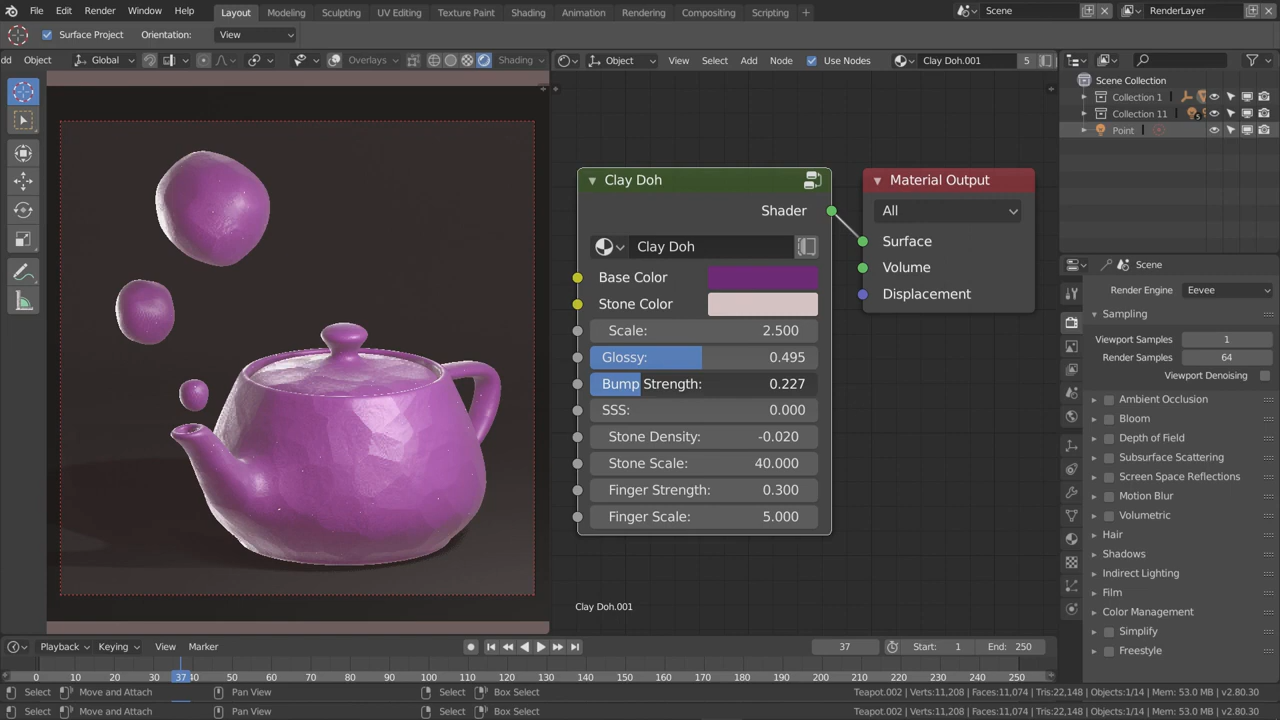 File Edit Render Window Help Layout Modeling Sculpting UV Editing Texture Paint Shading Animation Rendering Compositing Scripting + Scene RenderLayer
Surface Project Orientation: View
dd Object Global Overlays Shading Object View Select Add Node Use Nodes Clay Doh.001 5
Scene Collection
Collection 1
Collection 11 5
Point
Clay Doh
Shader
Clay Doh
Base Color
Stone Color
Scale: 2.500
Glossy: 0.495
Bump Strength: 0.227
SSS: 0.000
Stone Density: -0.020
Stone Scale: 40.000
Finger Strength: 0.300
Finger Scale: 5.000
Material Output
All
Surface
Volume
Displacement
Clay Doh.001
Scene
Render Engine Eevee
Sampling
Viewport Samples 1
Render Samples 64
Viewport Denoising
Ambient Occlusion
Bloom
Depth of Field
Subsurface Scattering
Screen Space Reflections
Motion Blur
Volumetric
Hair
Shadows
Indirect Lighting
Film
Color Management
Simplify
Freestyle
Playback Keying View Marker 37 Start: 1 End: 250
0 10 20 30 37 40 50 60 70 80 90 100 110 120 130 140 150 160 170 180 190 200 210 220 230 240 250
Select Move and Attach Pan View Select Box Select Teapot.002 | Verts:11,208 | Faces:11,074 | Tris:22,148 | Objects:1/14 | Mem: 53.0 MB | v2.80.30
Select Move and Attach Pan View Select Box Select Teapot.002 | Verts:11,208 | Faces:11,074 | Tris:22,148 | Objects:1/14 | Mem: 53.0 MB | v2.80.30